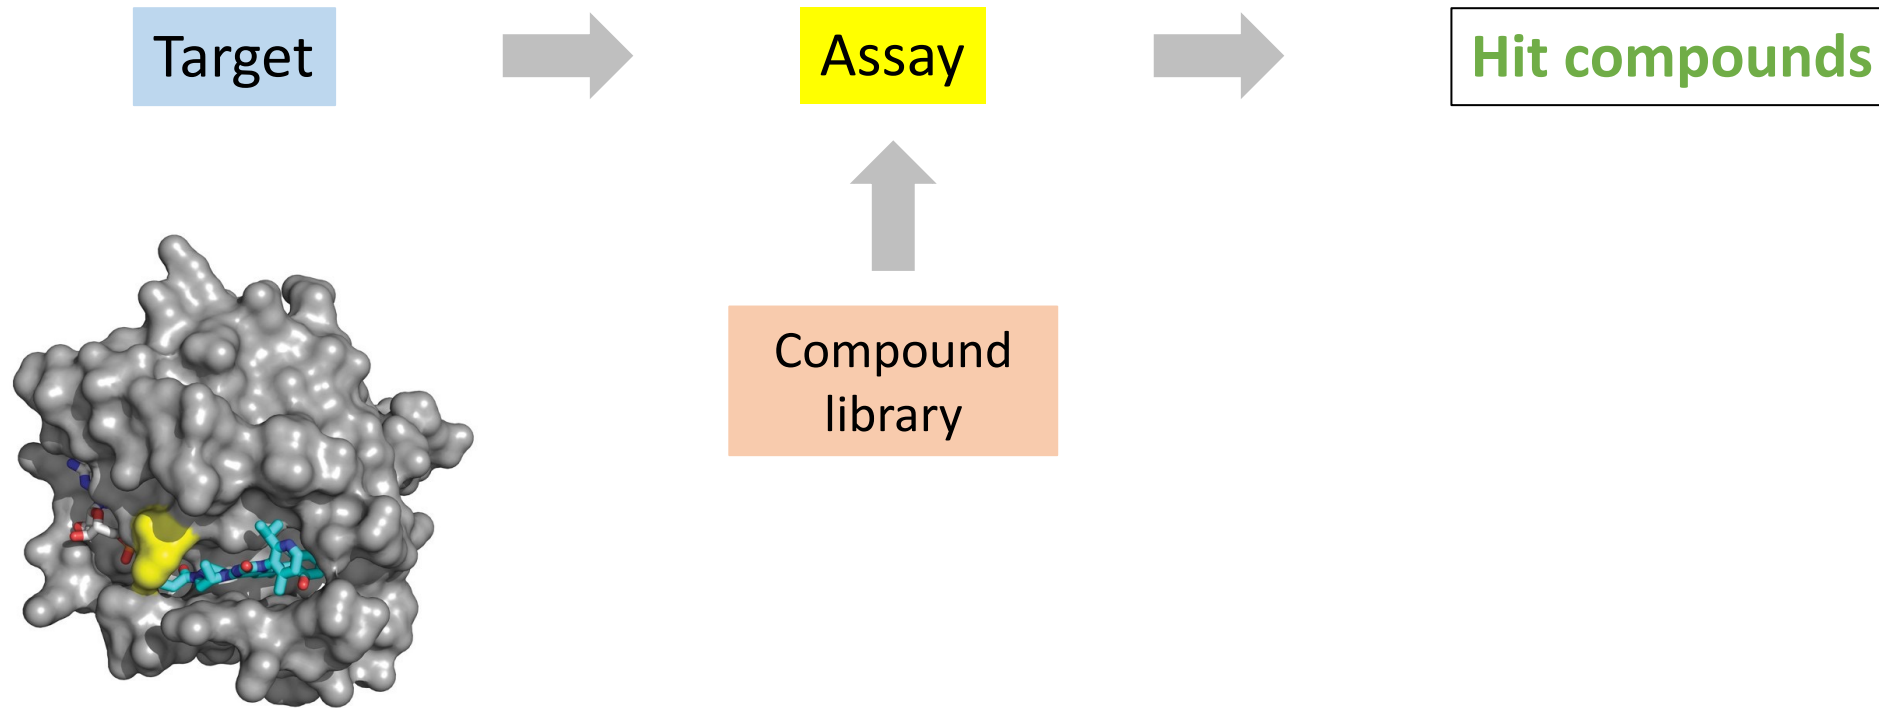 Target
Assay
Hit compounds
Compound
library